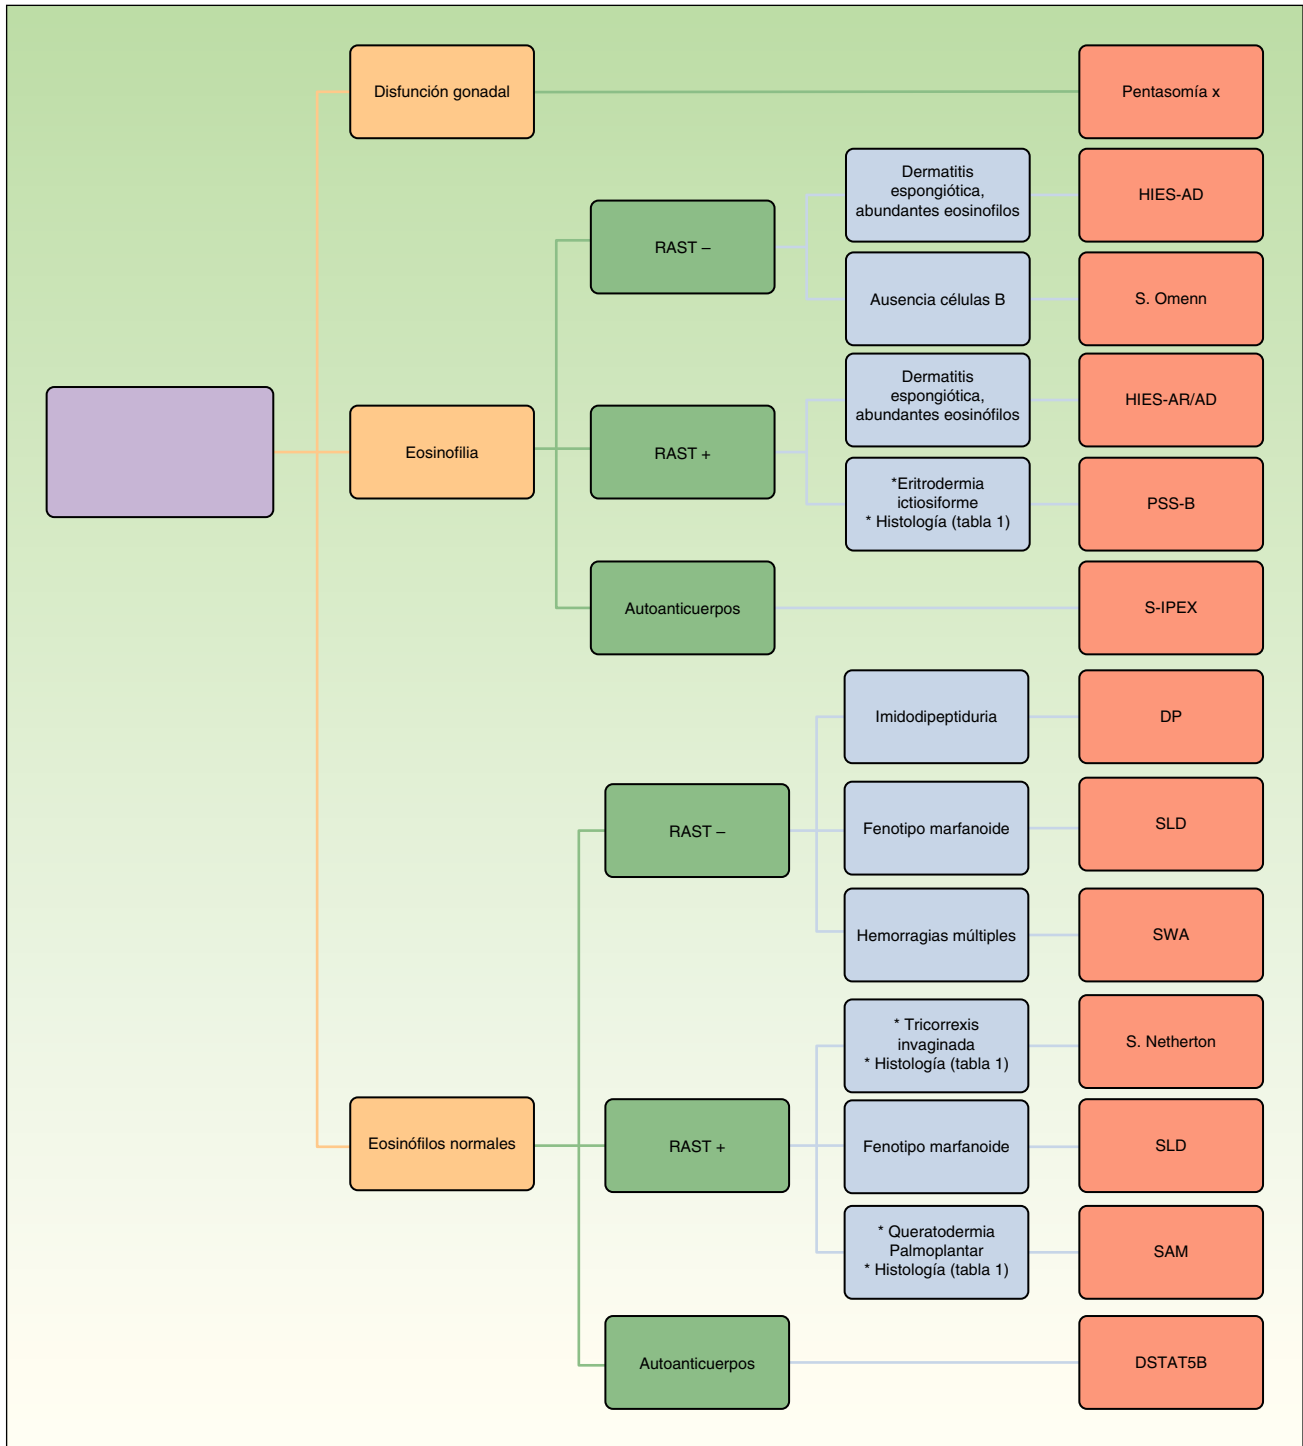 Disfunción gonadal
Pentasomía x
Dermatitis
espongiótica,
abundantes eosinofilos
HIES-AD
RAST –
Ausencia células B
S. Omenn
Dermatitis
espongiótica,
abundantes eosinófilos
HIES-AR/AD
Eosinofilia
RAST +
*Eritrodermia
ictiosiforme
* Histología (tabla 1)
PSS-B
Autoanticuerpos
S-IPEX
Imidodipeptiduria
DP
RAST –
Fenotipo marfanoide
SLD
Hemorragias múltiples
SWA
* Tricorrexis
invaginada
* Histología (tabla 1)
S. Netherton
Eosinófilos normales
RAST +
Fenotipo marfanoide
SLD
* Queratodermia
Palmoplantar
* Histología (tabla 1)
SAM
Autoanticuerpos
DSTAT5B